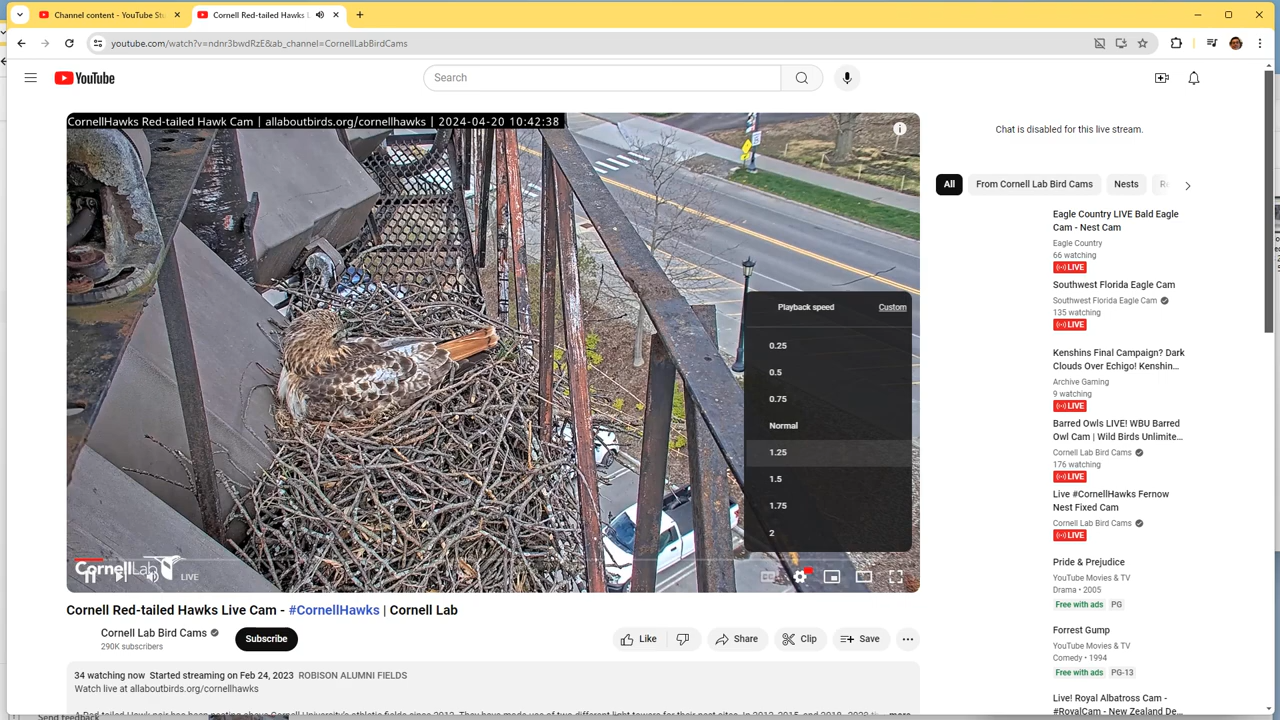 Channel content - YouTube Stu
Cornell Red-tailed Hawks L
youtube.com/watch?v=ndnr3bwdRzE&ab_channel=CornellLabBirdCams
YouTube
Search
CornellHawks Red-tailed Hawk Cam | allaboutbirds.org/cornellhawks | 2024-04-20 10:42:38
Playback speed Custom
0.25
0.5
0.75
Normal
1.25
1.5
1.75
2
CornellLab
LIVE
Cornell Red-tailed Hawks Live Cam - #CornellHawks | Cornell Lab
Cornell Lab Bird Cams
290K subscribers
Subscribe
Like
Share
Clip
Save
34 watching now Started streaming on Feb 24, 2023 ROBISON ALUMNI FIELDS
Watch live at allaboutbirds.org/cornellhawks
...more
Chat is disabled for this live stream.
All
From Cornell Lab Bird Cams
Nests
Eagle Country LIVE Bald Eagle
Cam - Nest Cam
Eagle Country
66 watching
LIVE
Southwest Florida Eagle Cam
Southwest Florida Eagle Cam
135 watching
LIVE
Kenshins Final Campaign? Dark
Clouds Over Echigo! Kenshin...
Archive Gaming
9 watching
LIVE
Barred Owls LIVE! WBU Barred
Owl Cam | Wild Birds Unlimite...
Cornell Lab Bird Cams
176 watching
LIVE
Live #CornellHawks Fernow
Nest Fixed Cam
Cornell Lab Bird Cams
LIVE
Pride & Prejudice
YouTube Movies & TV
Drama • 2005
Free with ads PG
Forrest Gump
YouTube Movies & TV
Comedy • 1994
Free with ads PG-13
Live! Royal Albatross Cam -
#RoyalCam - New Zealand De...
Send feedback